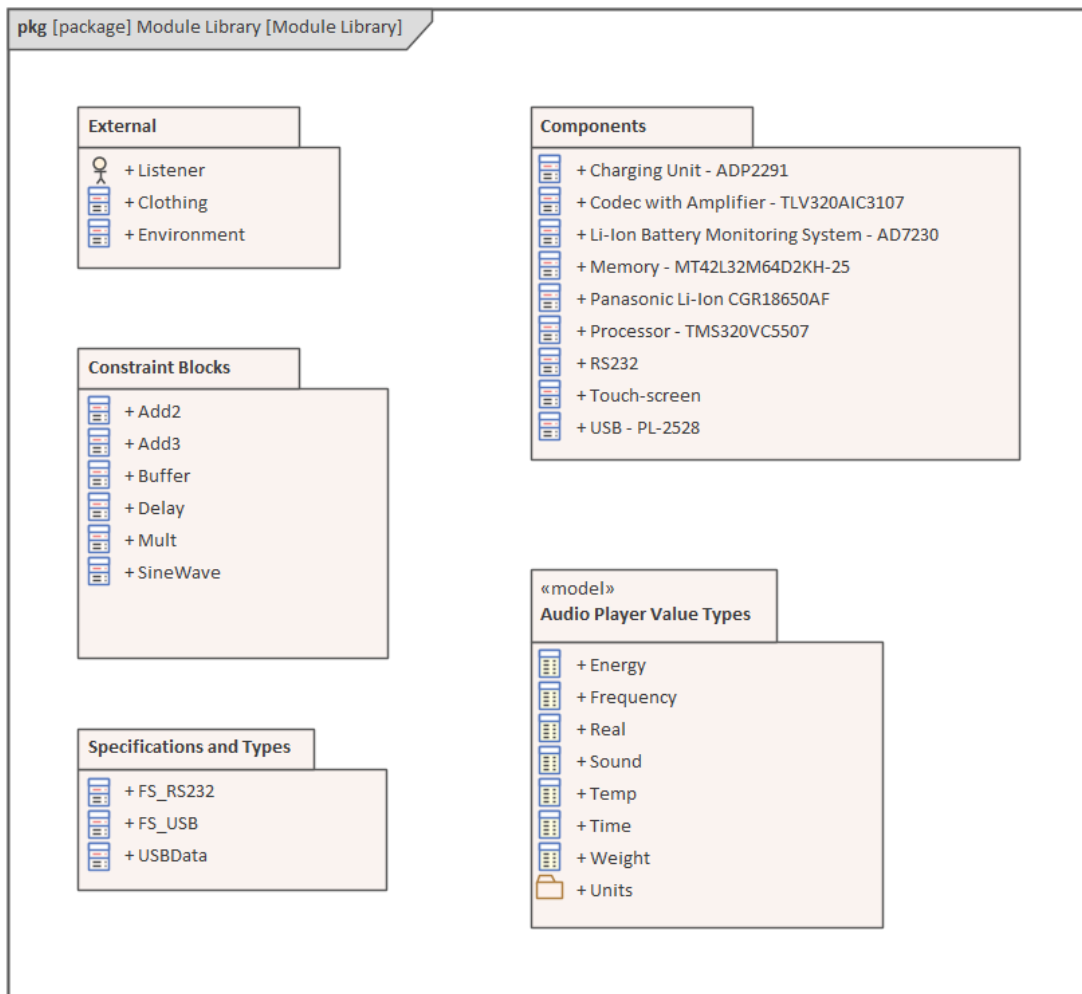 pkg [package] Module Library [Module Library]
External
+ Listener
+ Clothing
+ Environment
Constraint Blocks
+ Add2
+ Add3
+ Buffer
+ Delay
+ Mult
+ SineWave
Specifications and Types
+ FS_RS232
+ FS_USB
+ USBData
Components
+ Charging Unit - ADP2291
+ Codec with Amplifier - TLV320AIC3107
+ Li-Ion Battery Monitoring System - AD7230
+ Memory - MT42L32M64D2KH-25
+ Panasonic Li-Ion CGR18650AF
+ Processor - TMS320VC5507
+ RS232
+ Touch-screen
+ USB - PL-2528
«model»
Audio Player Value Types
+ Energy
+ Frequency
+ Real
+ Sound
+ Temp
+ Time
+ Weight
+ Units